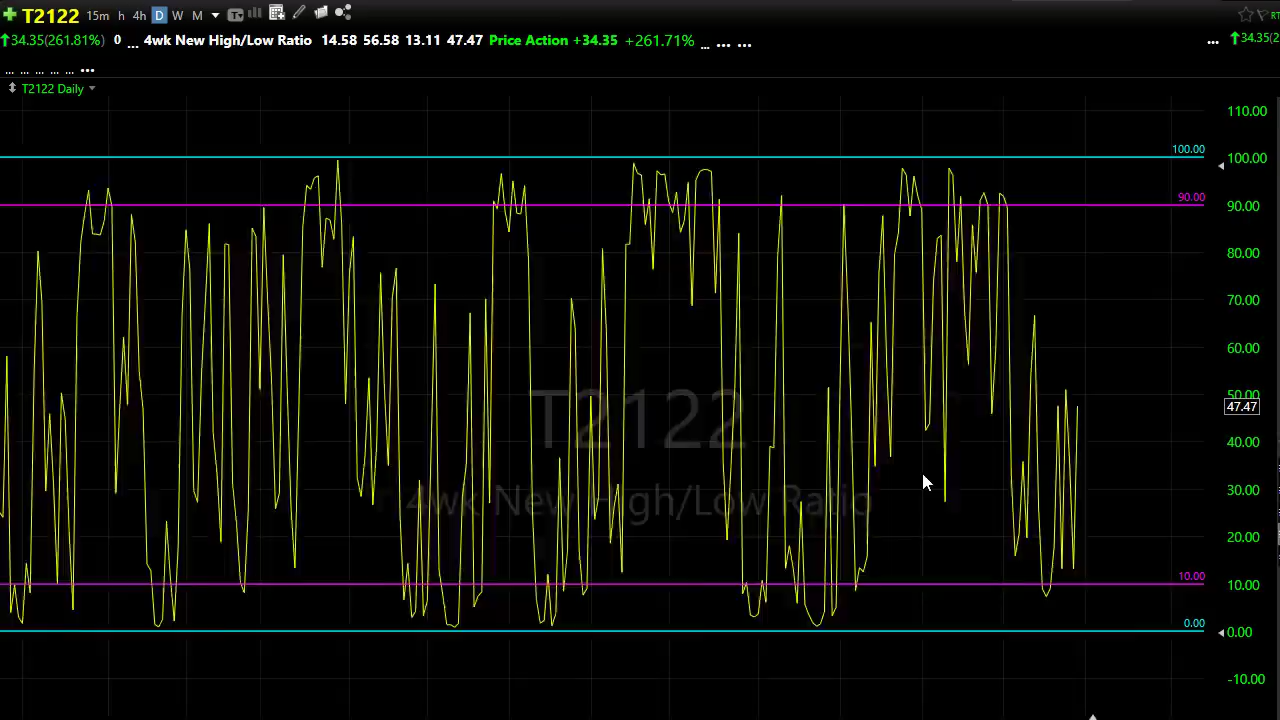 T2122 15m h 4h D W M
RT
34.35(261.81%) 0 ... 4wk New High/Low Ratio 14.58 56.58 13.11 47.47 Price Action +34.35 +261.71% ... ... ... ... 34.35(2
... ... ... ... ... ...
T2122 Daily
110.00
100.00 100.00
90.00 90.00
80.00
70.00
60.00
50.00
47.47
T2122
40.00
4wk New High/Low Ratio
30.00
20.00
10.00 10.00
0.00 0.00
-10.00